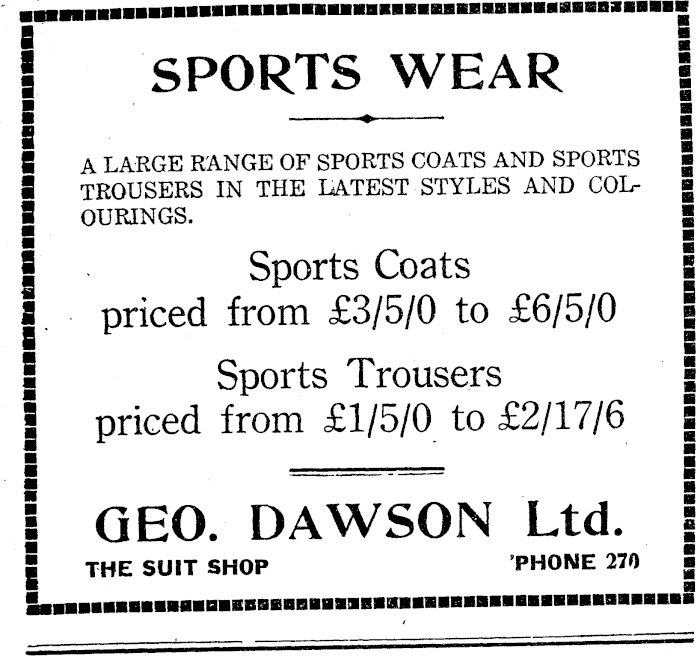 SPORTS WEAR
A LARGE RANGE OF SPORTS COATS AND SPORTS
TROUSERS IN THE LATEST STYLES AND COL-
OURINGS.
Sports Coats
priced from £3/5/0 to £6/5/0
Sports Trousers
priced from £1/5/0 to £2/17/6
GEO. DAWSON Ltd.
THE SUIT SHOP 'PHONE 270